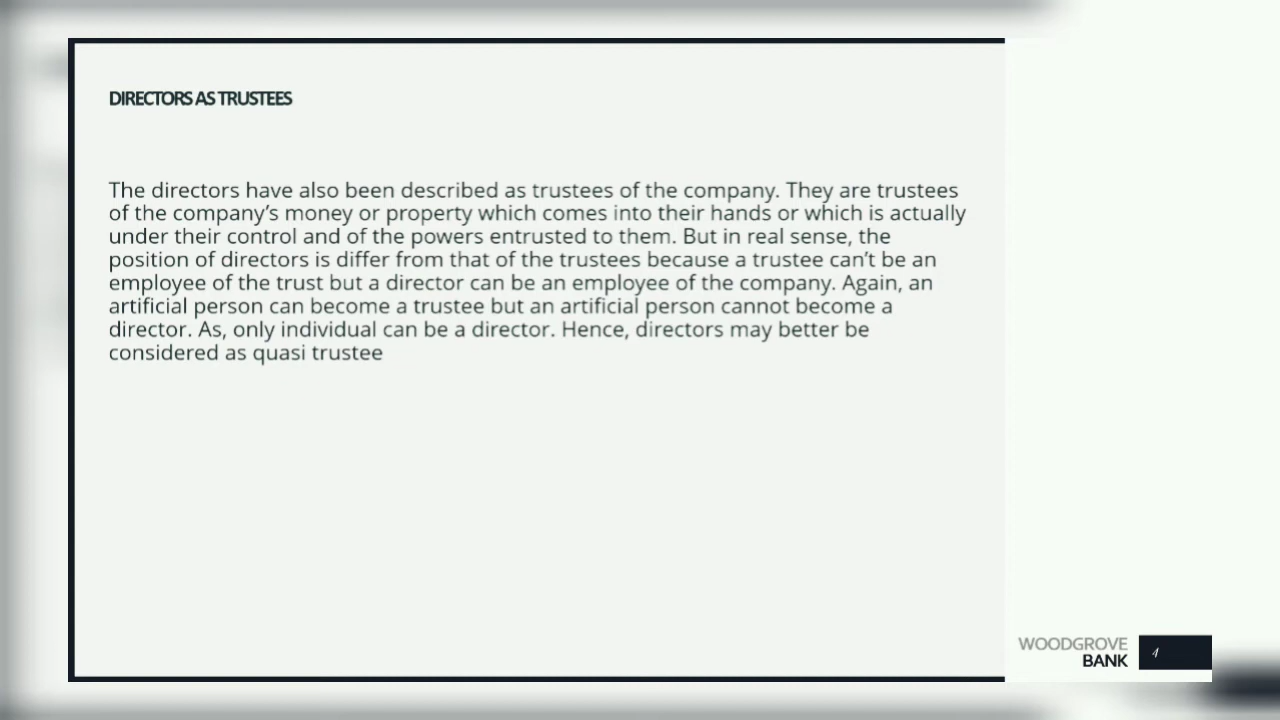 DIRECTORS AS TRUSTEES
The directors have also been described as trustees of the company. They are trustees
of the company's money or property which comes into their hands or which is actually
under their control and of the powers entrusted to them. But in real sense, the
position of directors is differ from that of the trustees because a trustee can't be an
employee of the trust but a director can be an employee of the company. Again, an
artificial person can become a trustee but an artificial person cannot become a
director. As, only individual can be a director. Hence, directors may better be
considered as quasi trustee
WOODGROVE
BANK
4